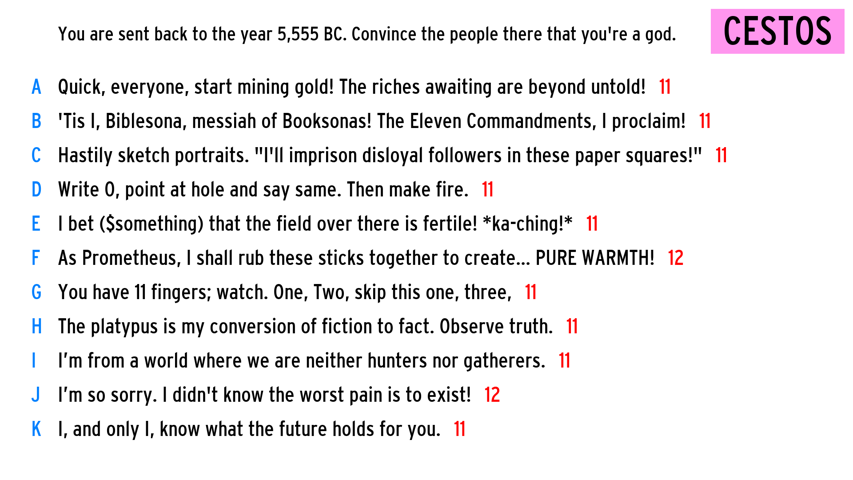 You are sent back to the year 5,555 BC. Convince the people there that you're a god.
CESTOS
A Quick, everyone, start mining gold! The riches awaiting are beyond untold! 11
B 'Tis I, Biblesona, messiah of Booksonas! The Eleven Commandments, I proclaim! 11
C Hastily sketch portraits. "I'll imprison disloyal followers in these paper squares!" 11
D Write 0, point at hole and say same. Then make fire. 11
E I bet ($something) that the field over there is fertile! *ka-ching!* 11
F As Prometheus, I shall rub these sticks together to create... PURE WARMTH! 12
G You have 11 fingers; watch. One, Two, skip this one, three, 11
H The platypus is my conversion of fiction to fact. Observe truth. 11
I I’m from a world where we are neither hunters nor gatherers. 11
J I’m so sorry. I didn't know the worst pain is to exist! 12
K I, and only I, know what the future holds for you. 11